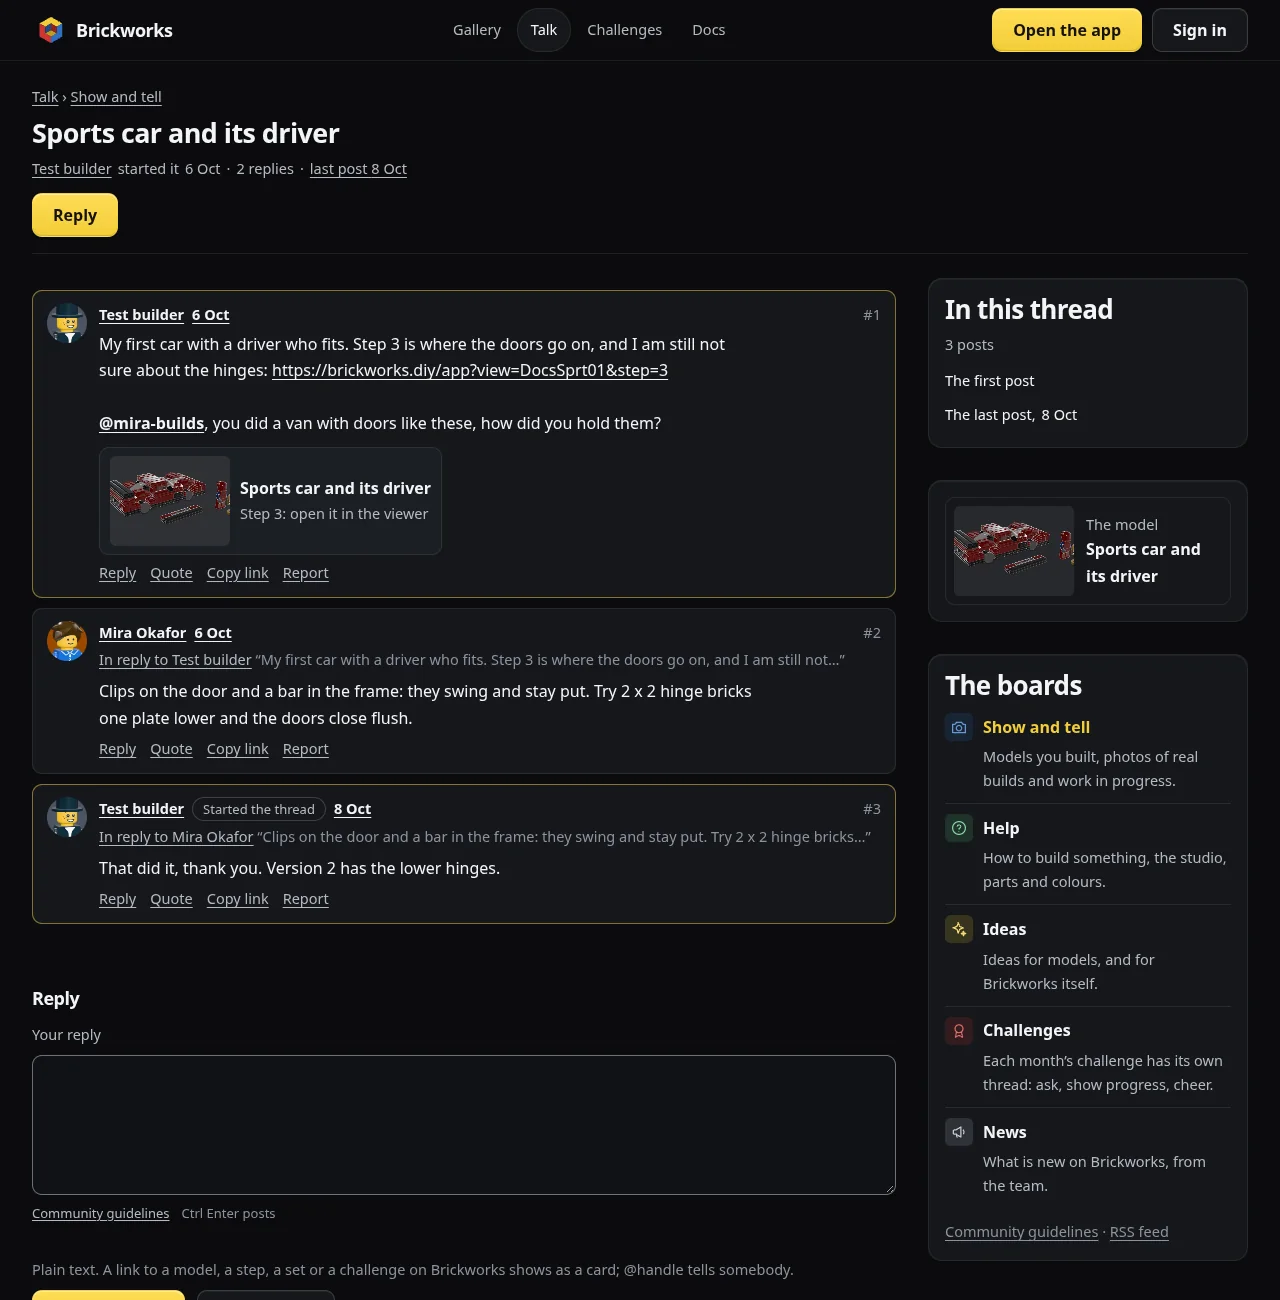 Brickworks
Gallery
Talk
Challenges
Docs
Open the app
Sign in
Talk › Show and tell
Sports car and its driver
Test builder started it 6 Oct · 2 replies · last post 8 Oct
Reply
Test builder 6 Oct
#1
My first car with a driver who fits. Step 3 is where the doors go on, and I am still not
sure about the hinges: https://brickworks.diy/app?view=DocsSprt01&step=3
@mira-builds, you did a van with doors like these, how did you hold them?
Sports car and its driver
Step 3: open it in the viewer
Reply Quote Copy link Report
Mira Okafor 6 Oct
#2
In reply to Test builder “My first car with a driver who fits. Step 3 is where the doors go on, and I am still not…”
Clips on the door and a bar in the frame: they swing and stay put. Try 2 x 2 hinge bricks
one plate lower and the doors close flush.
Reply Quote Copy link Report
Test builder Started the thread 8 Oct
#3
In reply to Mira Okafor “Clips on the door and a bar in the frame: they swing and stay put. Try 2 x 2 hinge bricks…”
That did it, thank you. Version 2 has the lower hinges.
Reply Quote Copy link Report
Reply
Your reply
Community guidelines Ctrl Enter posts
Plain text. A link to a model, a step, a set or a challenge on Brickworks shows as a card; @handle tells somebody.
In this thread
3 posts
The first post
The last post, 8 Oct
The model
Sports car and
its driver
The boards
Show and tell
Models you built, photos of real
builds and work in progress.
Help
How to build something, the studio,
parts and colours.
Ideas
Ideas for models, and for
Brickworks itself.
Challenges
Each month’s challenge has its own
thread: ask, show progress, cheer.
News
What is new on Brickworks, from
the team.
Community guidelines · RSS feed